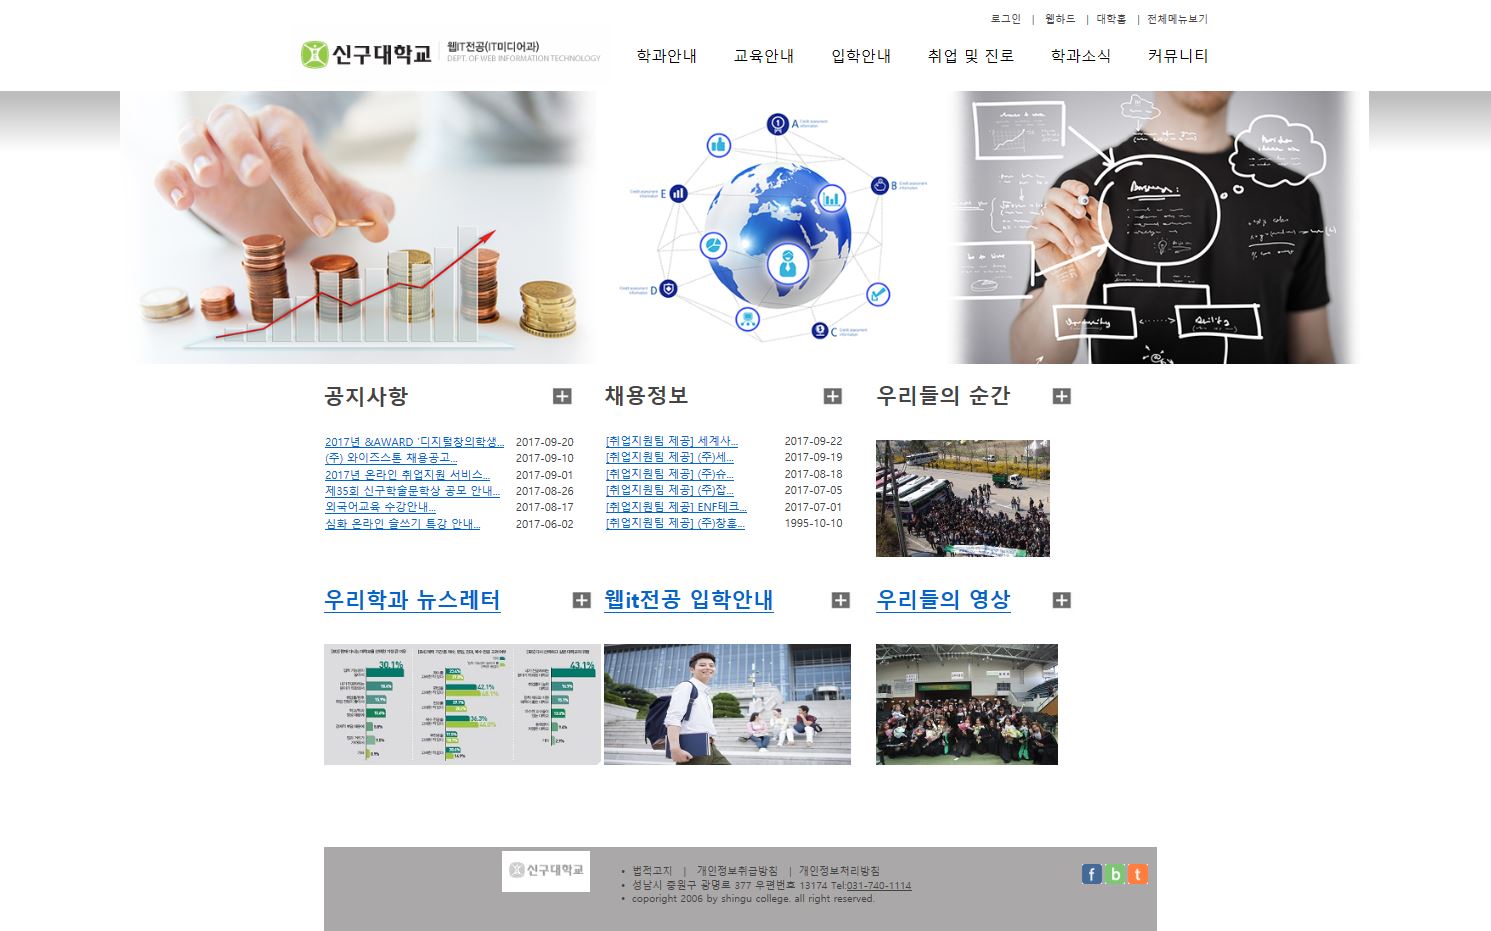 로그인 | 웹하드 | 대학홈 | 전체메뉴보기
신구대학교 웹IT전공(IT미디어과)
DEPT. OF WEB INFORMATION TECHNOLOGY
학과안내 교육안내 입학안내 취업 및 진로 학과소식 커뮤니티
A
B
E
D
C
공지사항
2017년 &AWARD '디지털창의학생... 2017-09-20
(주) 와이즈스톤 채용공고... 2017-09-10
2017년 온라인 취업지원 서비스... 2017-09-01
제35회 신구학술문학상 공모 안내... 2017-08-26
외국어교육 수강안내... 2017-08-17
심화 온라인 술쓰기 특강 안내... 2017-06-02
채용정보
[취업지원팀 제공] 세계사... 2017-09-22
[취업지원팀 제공] (주)세... 2017-09-19
[취업지원팀 제공] (주)슈... 2017-08-18
[취업지원팀 제공] (주)잡... 2017-07-05
[취업지원팀 제공] ENF테크... 2017-07-01
[취업지원팀 제공] (주)창훈... 1995-10-10
우리들의 순간
우리학과 뉴스레터
30.1%
42.1%
36.3%
43.1%
웹it전공 입학안내
우리들의 영상
신구대학교
• 법적고지 | 개인정보취급방침 | 개인정보처리방침
• 성남시 중원구 광명로 377 우편번호 13174 Tel:031-740-1114
• coporight 2006 by shingu college. all right reserved.
f b t